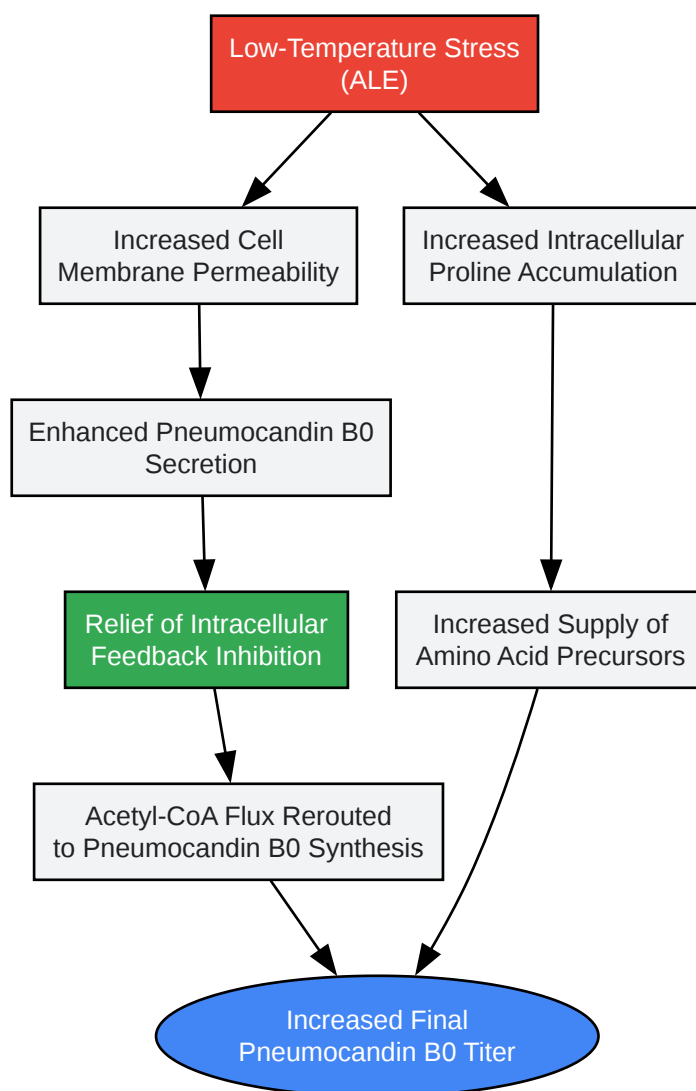 Low-Temperature Stress
(ALE)
Increased Cell
Membrane Permeability
Increased Intracellular
Proline Accumulation
Enhanced Pneumocandin B0
Secretion
Relief of Intracellular
Feedback Inhibition
Increased Supply of
Amino Acid Precursors
Acetyl-CoA Flux Rerouted
to Pneumocandin B0 Synthesis
Increased Final
Pneumocandin B0 Titer